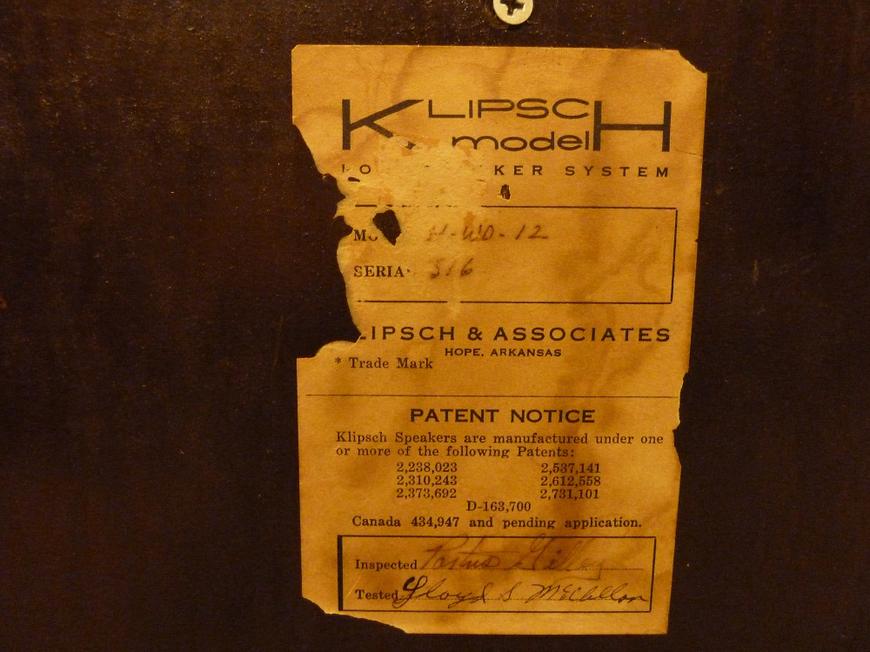 KLIPSCH
model
KER SYSTEM
H-WD-12
SERIA
516
LIPSCH & ASSOCIATES
HOPE, ARKANSAS
* Trade Mark
PATENT NOTICE
Klipsch Speakers are manufactured under one
or more of the following Patents:
2,238,023 2,537,141
2,310,243 2,612,558
2,373,692 2,731,101
D-163,700
Canada 434,947 and pending application.
Inspected
Tested Lloyd S McClellan